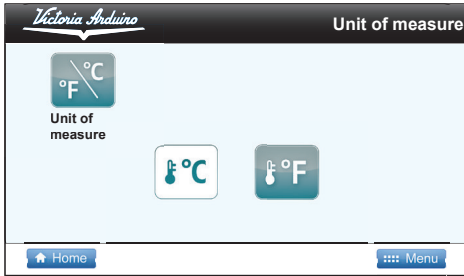 Victoria Arduino
Unit of measure
°C
°F
Unit of
measure
°C
°F
Home
Menu